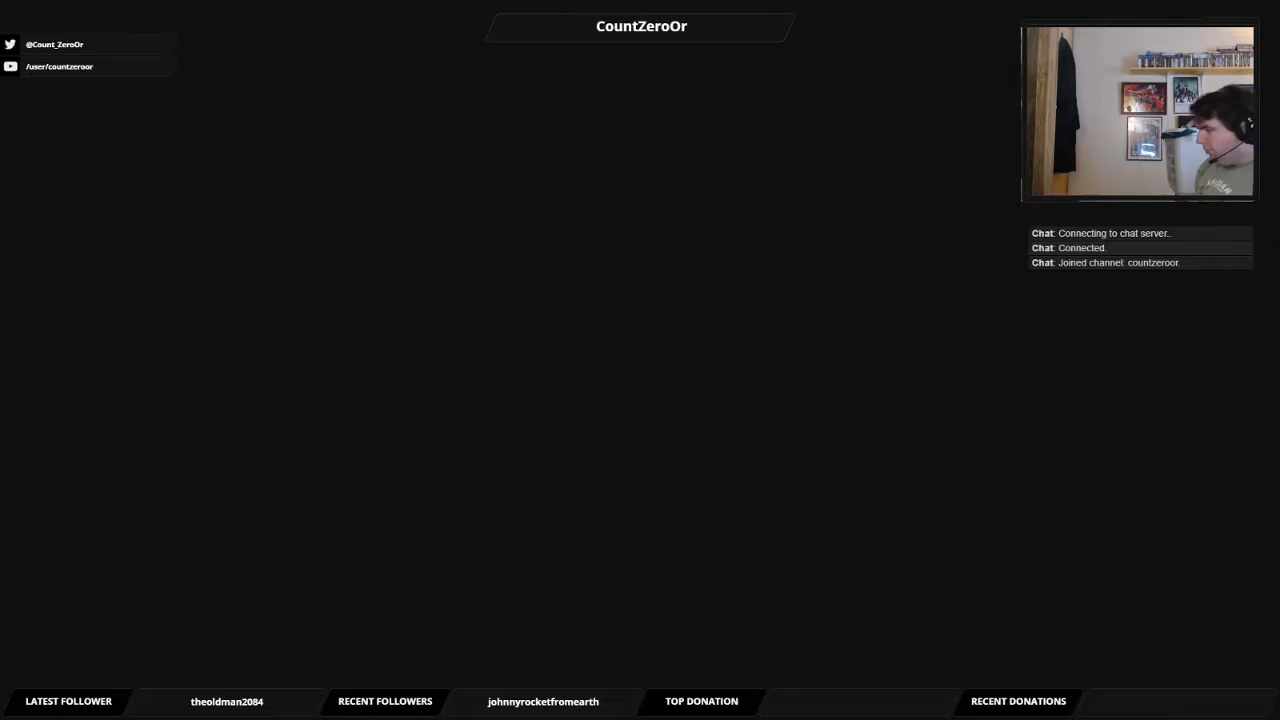 CountZeroOr
@Count_ZeroOr
/user/countzeroor
Chat: Connecting to chat server..
Chat: Connected.
Chat: Joined channel: countzeroor.
LATEST FOLLOWER
theoldman2084
RECENT FOLLOWERS
johnnyrocketfromearth
TOP DONATION
RECENT DONATIONS